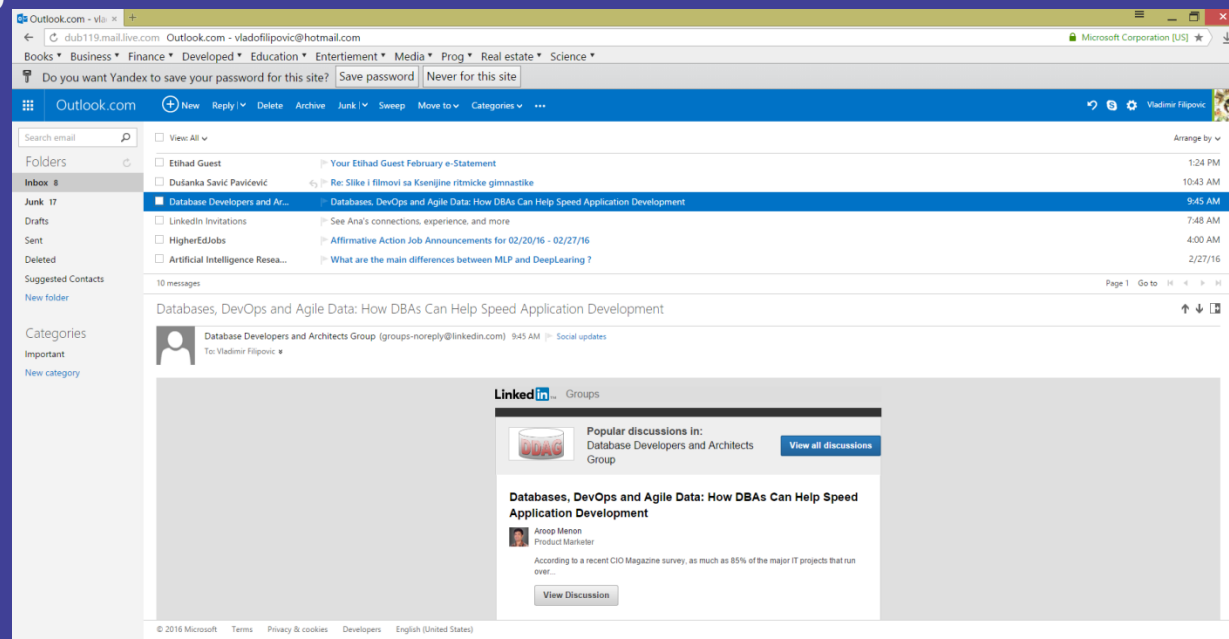 Outlook.com - vla
dub119.mail.live.com Outlook.com - vladofilipovic@hotmail.com Microsoft Corporation [US]
Books Business Finance Developed Education Entertiement Media Prog Real estate Science
Do you want Yandex to save your password for this site? Save password Never for this site
Outlook.com New Reply Delete Archive Junk Sweep Move to Categories ••• Vladimir Filipovic
Search email View: All Arrange by
Folders
Etihad Guest Your Etihad Guest February e-Statement 1:24 PM
Inbox 8 Dušanka Savić Pavićević Re: Slike i filmovi sa Ksenijine ritmicke gimnastike 10:43 AM
Junk 17 Database Developers and Ar... Databases, DevOps and Agile Data: How DBAs Can Help Speed Application Development 9:45 AM
Drafts LinkedIn Invitations See Ana's connections, experience, and more 7:48 AM
Sent HigherEdJobs Affirmative Action Job Announcements for 02/20/16 - 02/27/16 4:00 AM
Deleted Artificial Intelligence Resea... What are the main differences between MLP and DeepLearing ? 2/27/16
Suggested Contacts 10 messages Page 1 Go to
New folder
Databases, DevOps and Agile Data: How DBAs Can Help Speed Application Development
Categories
Database Developers and Architects Group (groups-noreply@linkedin.com) 9:45 AM Social updates
Important To: Vladimir Filipovic
New category
Linked in Groups
DDAG
Popular discussions in:
Database Developers and Architects
Group
View all discussions
Databases, DevOps and Agile Data: How DBAs Can Help Speed
Application Development
Aroop Menon
Product Marketer
According to a recent CIO Magazine survey, as much as 85% of the major IT projects that run
over...
View Discussion
© 2016 Microsoft Terms Privacy & cookies Developers English (United States)